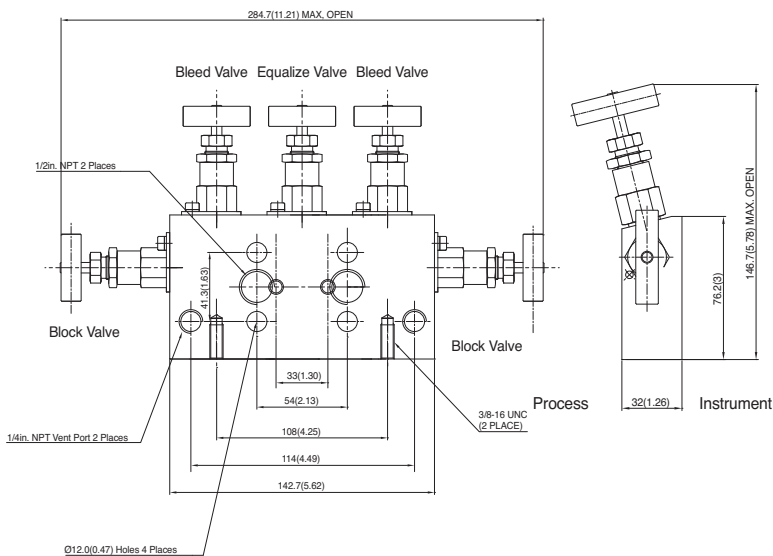 284.7(11.21) MAX, OPEN
Bleed Valve
Equalize Valve
Bleed Valve
1/2in. NPT 2 Places
41.3(1.63)
146.7(5.78) MAX. OPEN
76.2(3)
Block Valve
Block Valve
33(1.30)
54(2.13)
3/8-16 UNC
(2 PLACE)
Process
32(1.26)
Instrument
108(4.25)
1/4in. NPT Vent Port 2 Places
114(4.49)
142.7(5.62)
Ø12.0(0.47) Holes 4 Places